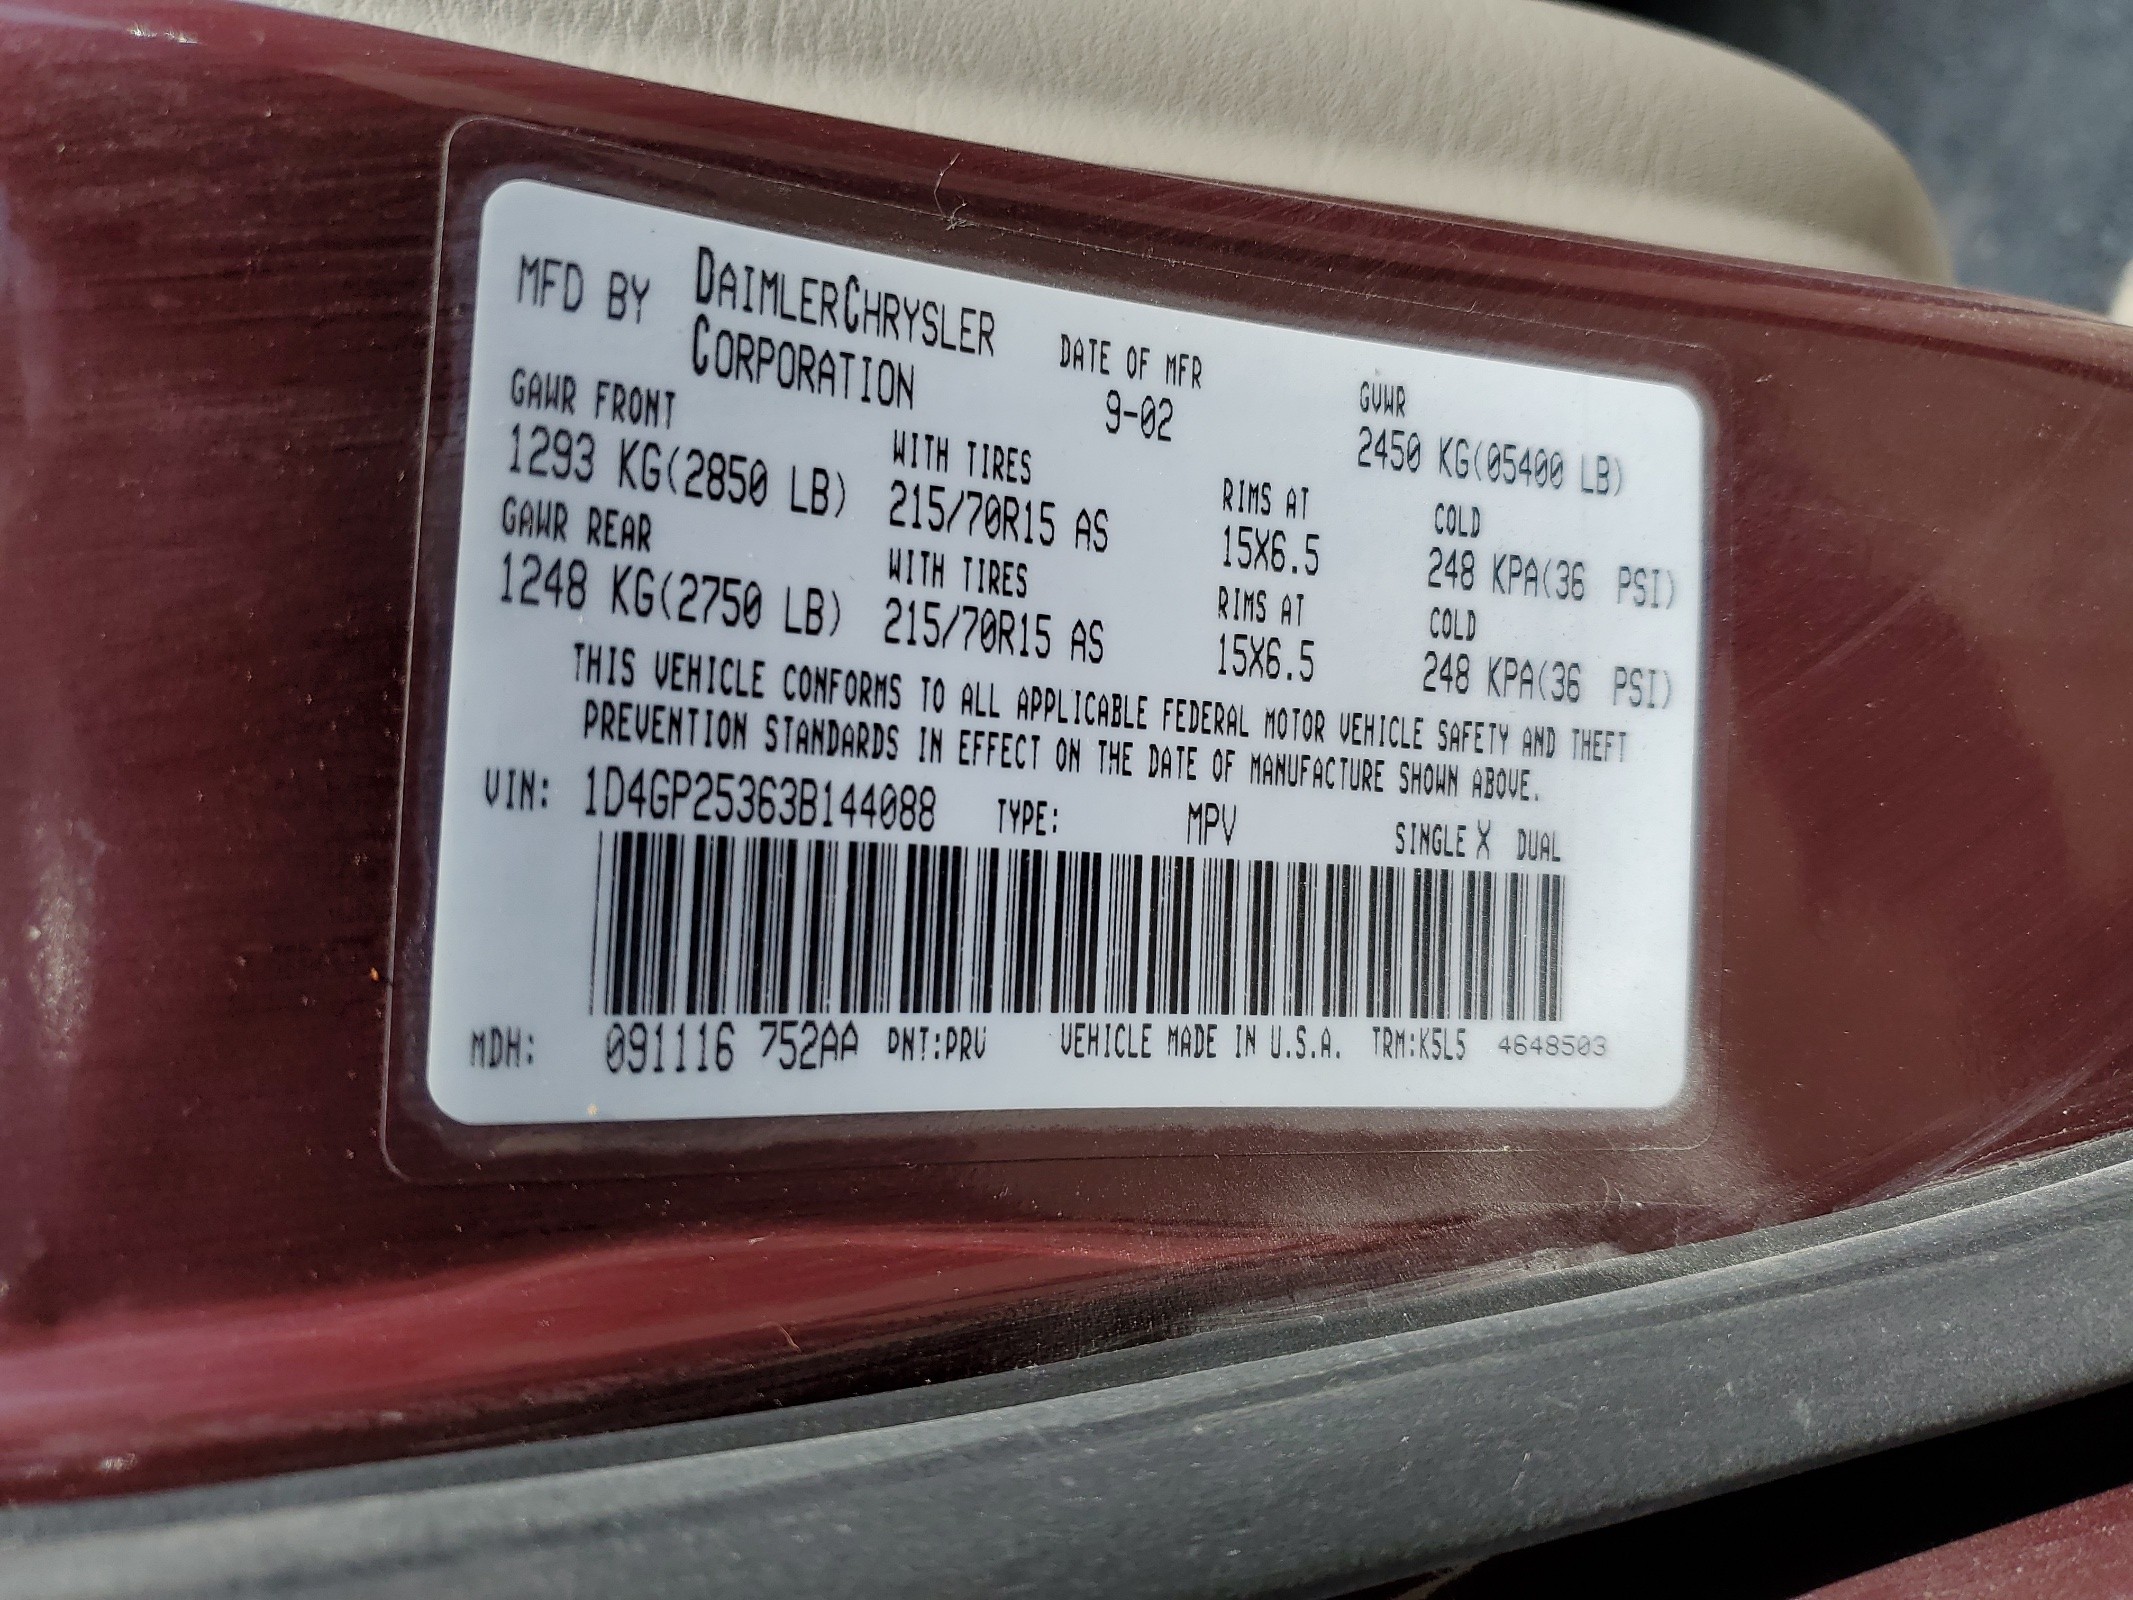 MFD BY DAIMLERCHRYSLER CORPORATION
DATE OF MFR 9-02
GVWR 2450 KG(05400 LB)
GAWR FRONT WITH TIRES RIMS AT COLD
1293 KG(2850 LB) 215/70R15 AS 15X6.5 248 KPA(36 PSI)
GAWR REAR WITH TIRES RIMS AT COLD
1248 KG(2750 LB) 215/70R15 AS 15X6.5 248 KPA(36 PSI)
THIS VEHICLE CONFORMS TO ALL APPLICABLE FEDERAL MOTOR VEHICLE SAFETY AND THEFT
PREVENTION STANDARDS IN EFFECT ON THE DATE OF MANUFACTURE SHOWN ABOVE.
VIN: 1D4GP25363B144088 TYPE: MPV SINGLE X DUAL
MDH: 091116 752AA PNT:PRV VEHICLE MADE IN U.S.A. TRM:K5L5 4648503